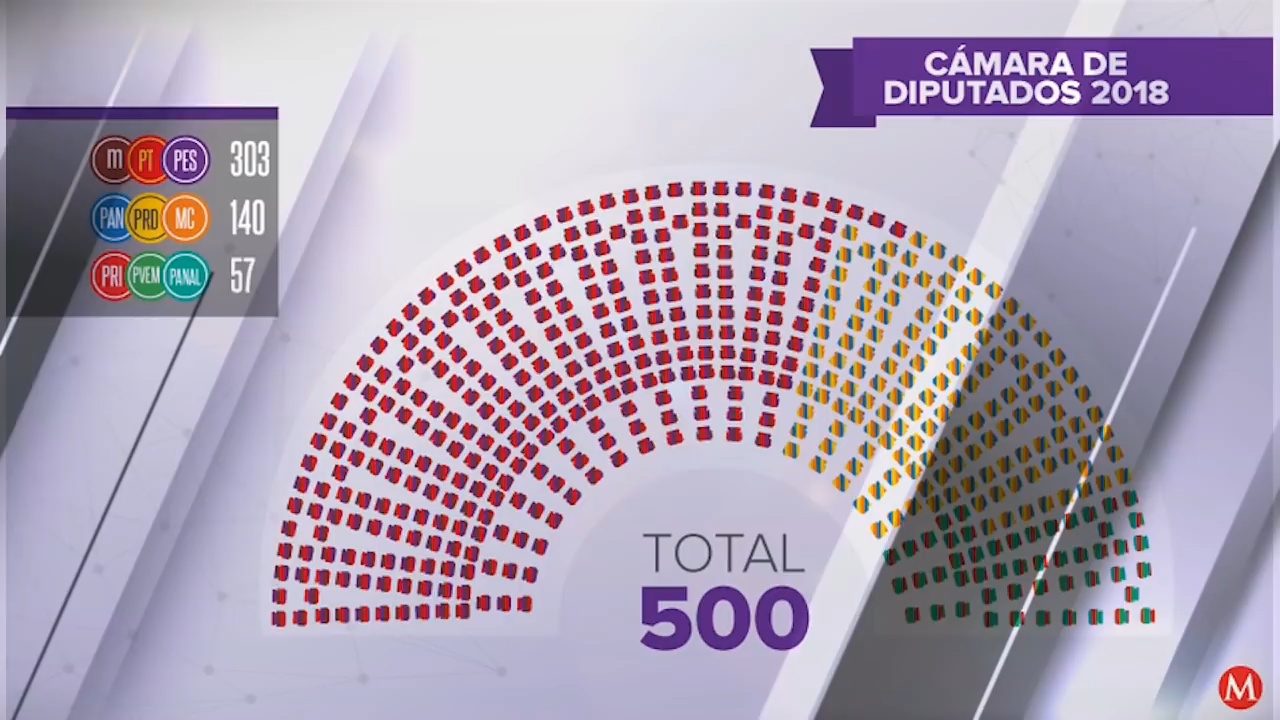 CÁMARA DE
DIPUTADOS 2018
m PT PES 303
PAN PRD MC 140
PRI PVEM PANAL 57
TOTAL
500
M